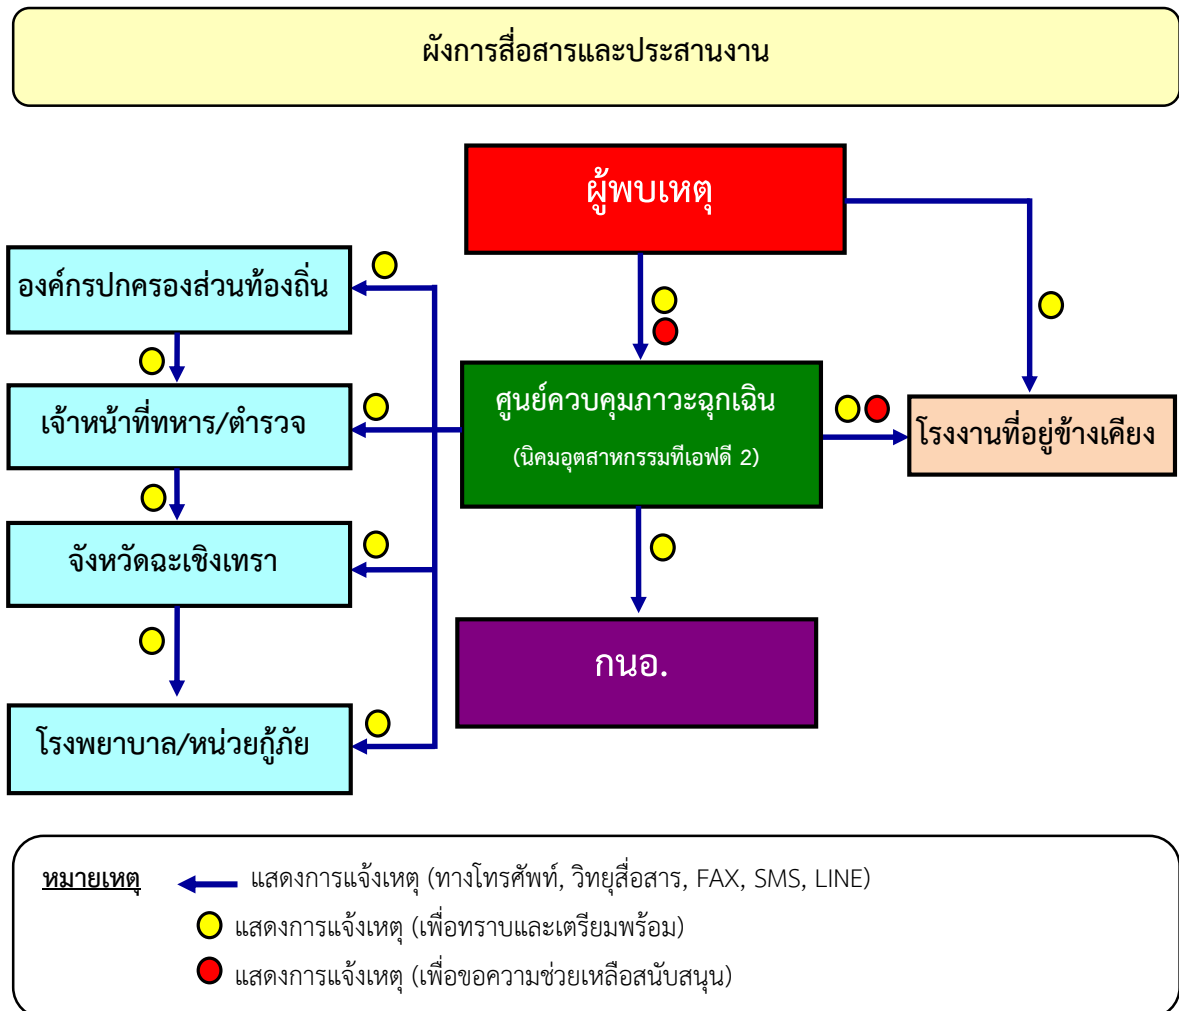 ผังการสื่อสารและประสานงาน
ผู้พบเหตุ
องค์กรปกครองส่วนท้องถิ่น
เจ้าหน้าที่ทหาร/ตำรวจ
จังหวัดฉะเชิงเทรา
โรงพยาบาล/หน่วยกู้ภัย
ศูนย์ควบคุมภาวะฉุกเฉิน
(นิคมอุตสาหกรรมทีเอฟดี 2)
โรงงานที่อยู่ข้างเคียง
กนอ.
หมายเหตุ แสดงการแจ้งเหตุ (ทางโทรศัพท์, วิทยุสื่อสาร, FAX, SMS, LINE)
แสดงการแจ้งเหตุ (เพื่อทราบและเตรียมพร้อม)
แสดงการแจ้งเหตุ (เพื่อขอความช่วยเหลือสนับสนุน)